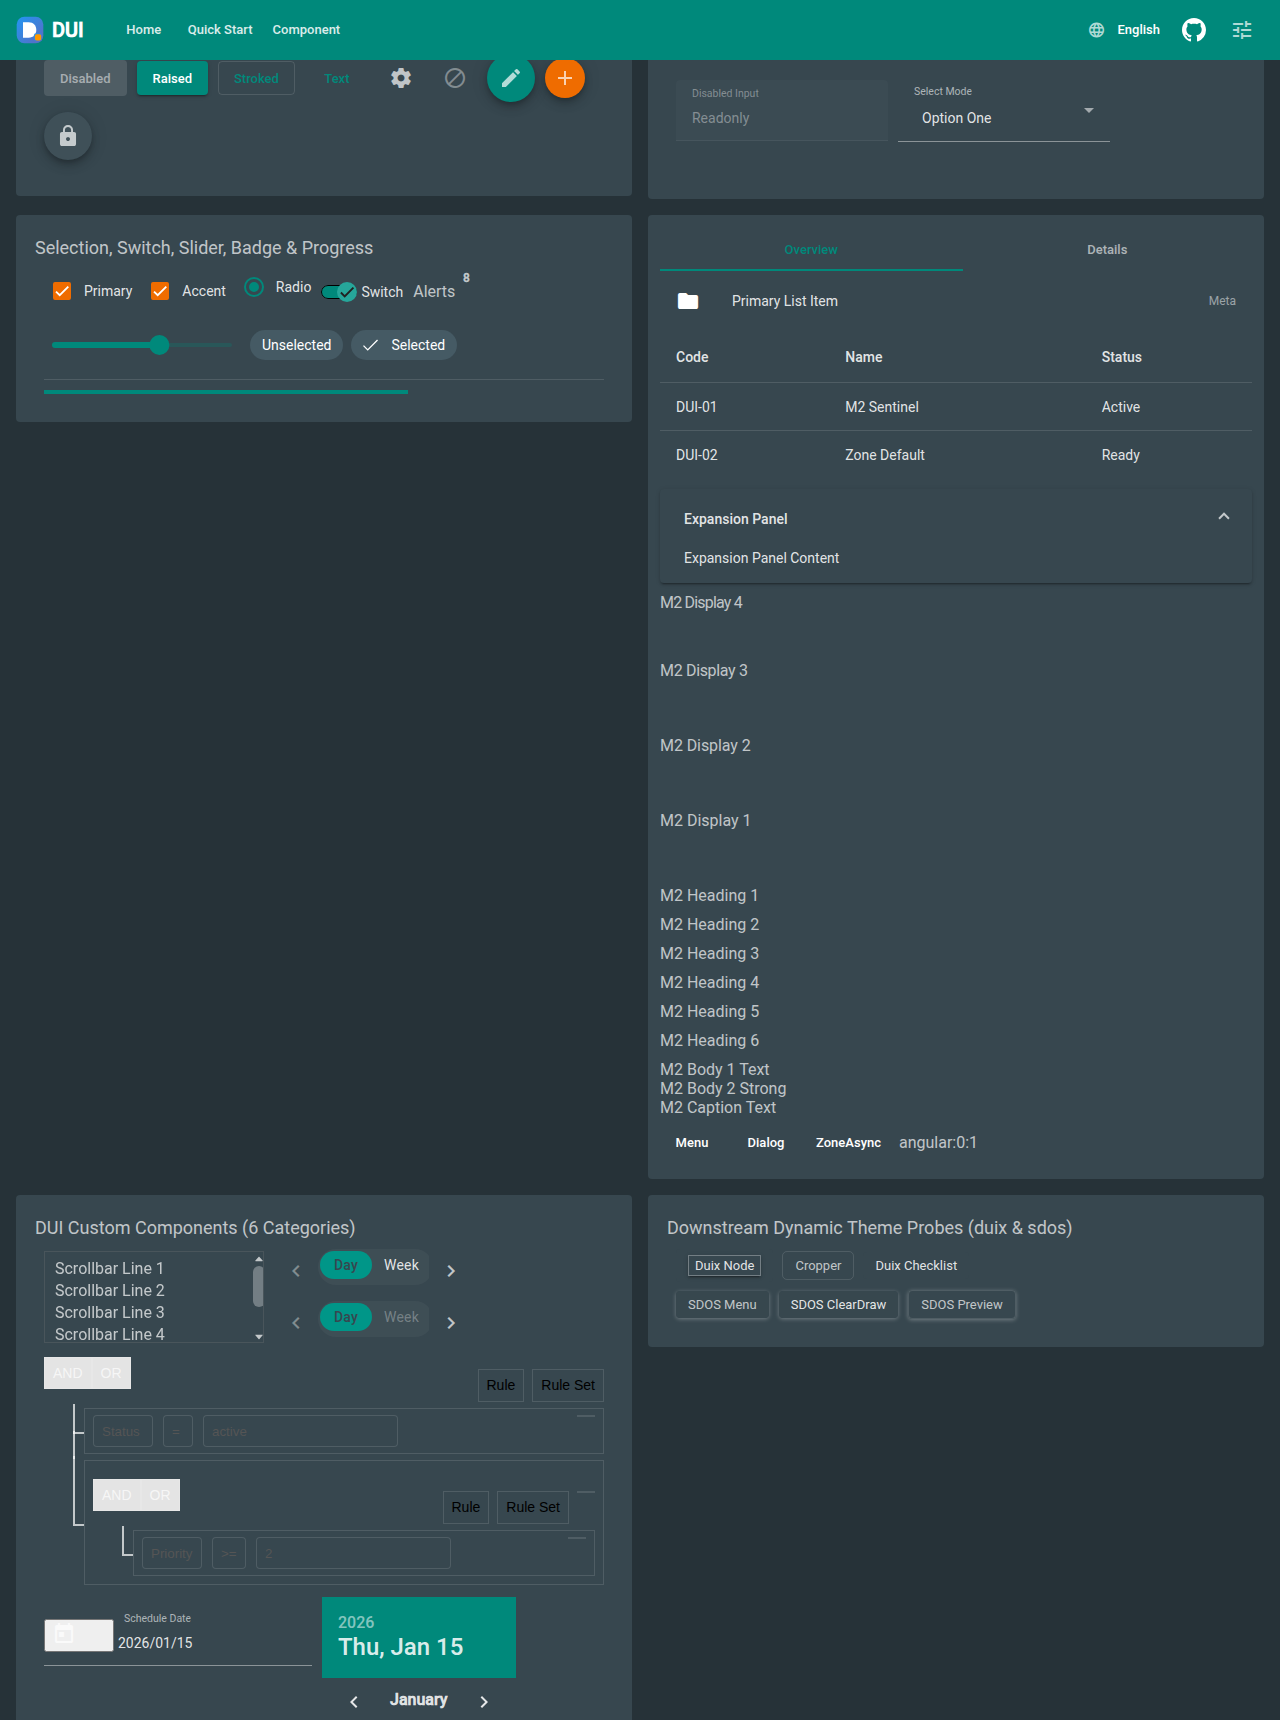 DUI Home Quick Start Component English
Disabled Raised Stroked Text
Disabled Input
Readonly
Select Mode
Option One
Selection, Switch, Slider, Badge & Progress
Primary Accent Radio Switch Alerts 8
Unselected Selected
Overview Details
Primary List Item Meta
Code Name Status
DUI-01 M2 Sentinel Active
DUI-02 Zone Default Ready
Expansion Panel
Expansion Panel Content
M2 Display 4
M2 Display 3
M2 Display 2
M2 Display 1
M2 Heading 1
M2 Heading 2
M2 Heading 3
M2 Heading 4
M2 Heading 5
M2 Heading 6
M2 Body 1 Text
M2 Body 2 Strong
M2 Caption Text
Menu Dialog ZoneAsync angular:0:1
DUI Custom Components (6 Categories)
Scrollbar Line 1
Scrollbar Line 2
Scrollbar Line 3
Scrollbar Line 4
Day Week
Day Week
AND OR Rule Rule Set
Status = active
AND OR Rule Rule Set
Priority >= 2
Schedule Date
2026/01/15
2026
Thu, Jan 15
January
Downstream Dynamic Theme Probes (duix & sdos)
Duix Node Cropper Duix Checklist
SDOS Menu SDOS ClearDraw SDOS Preview